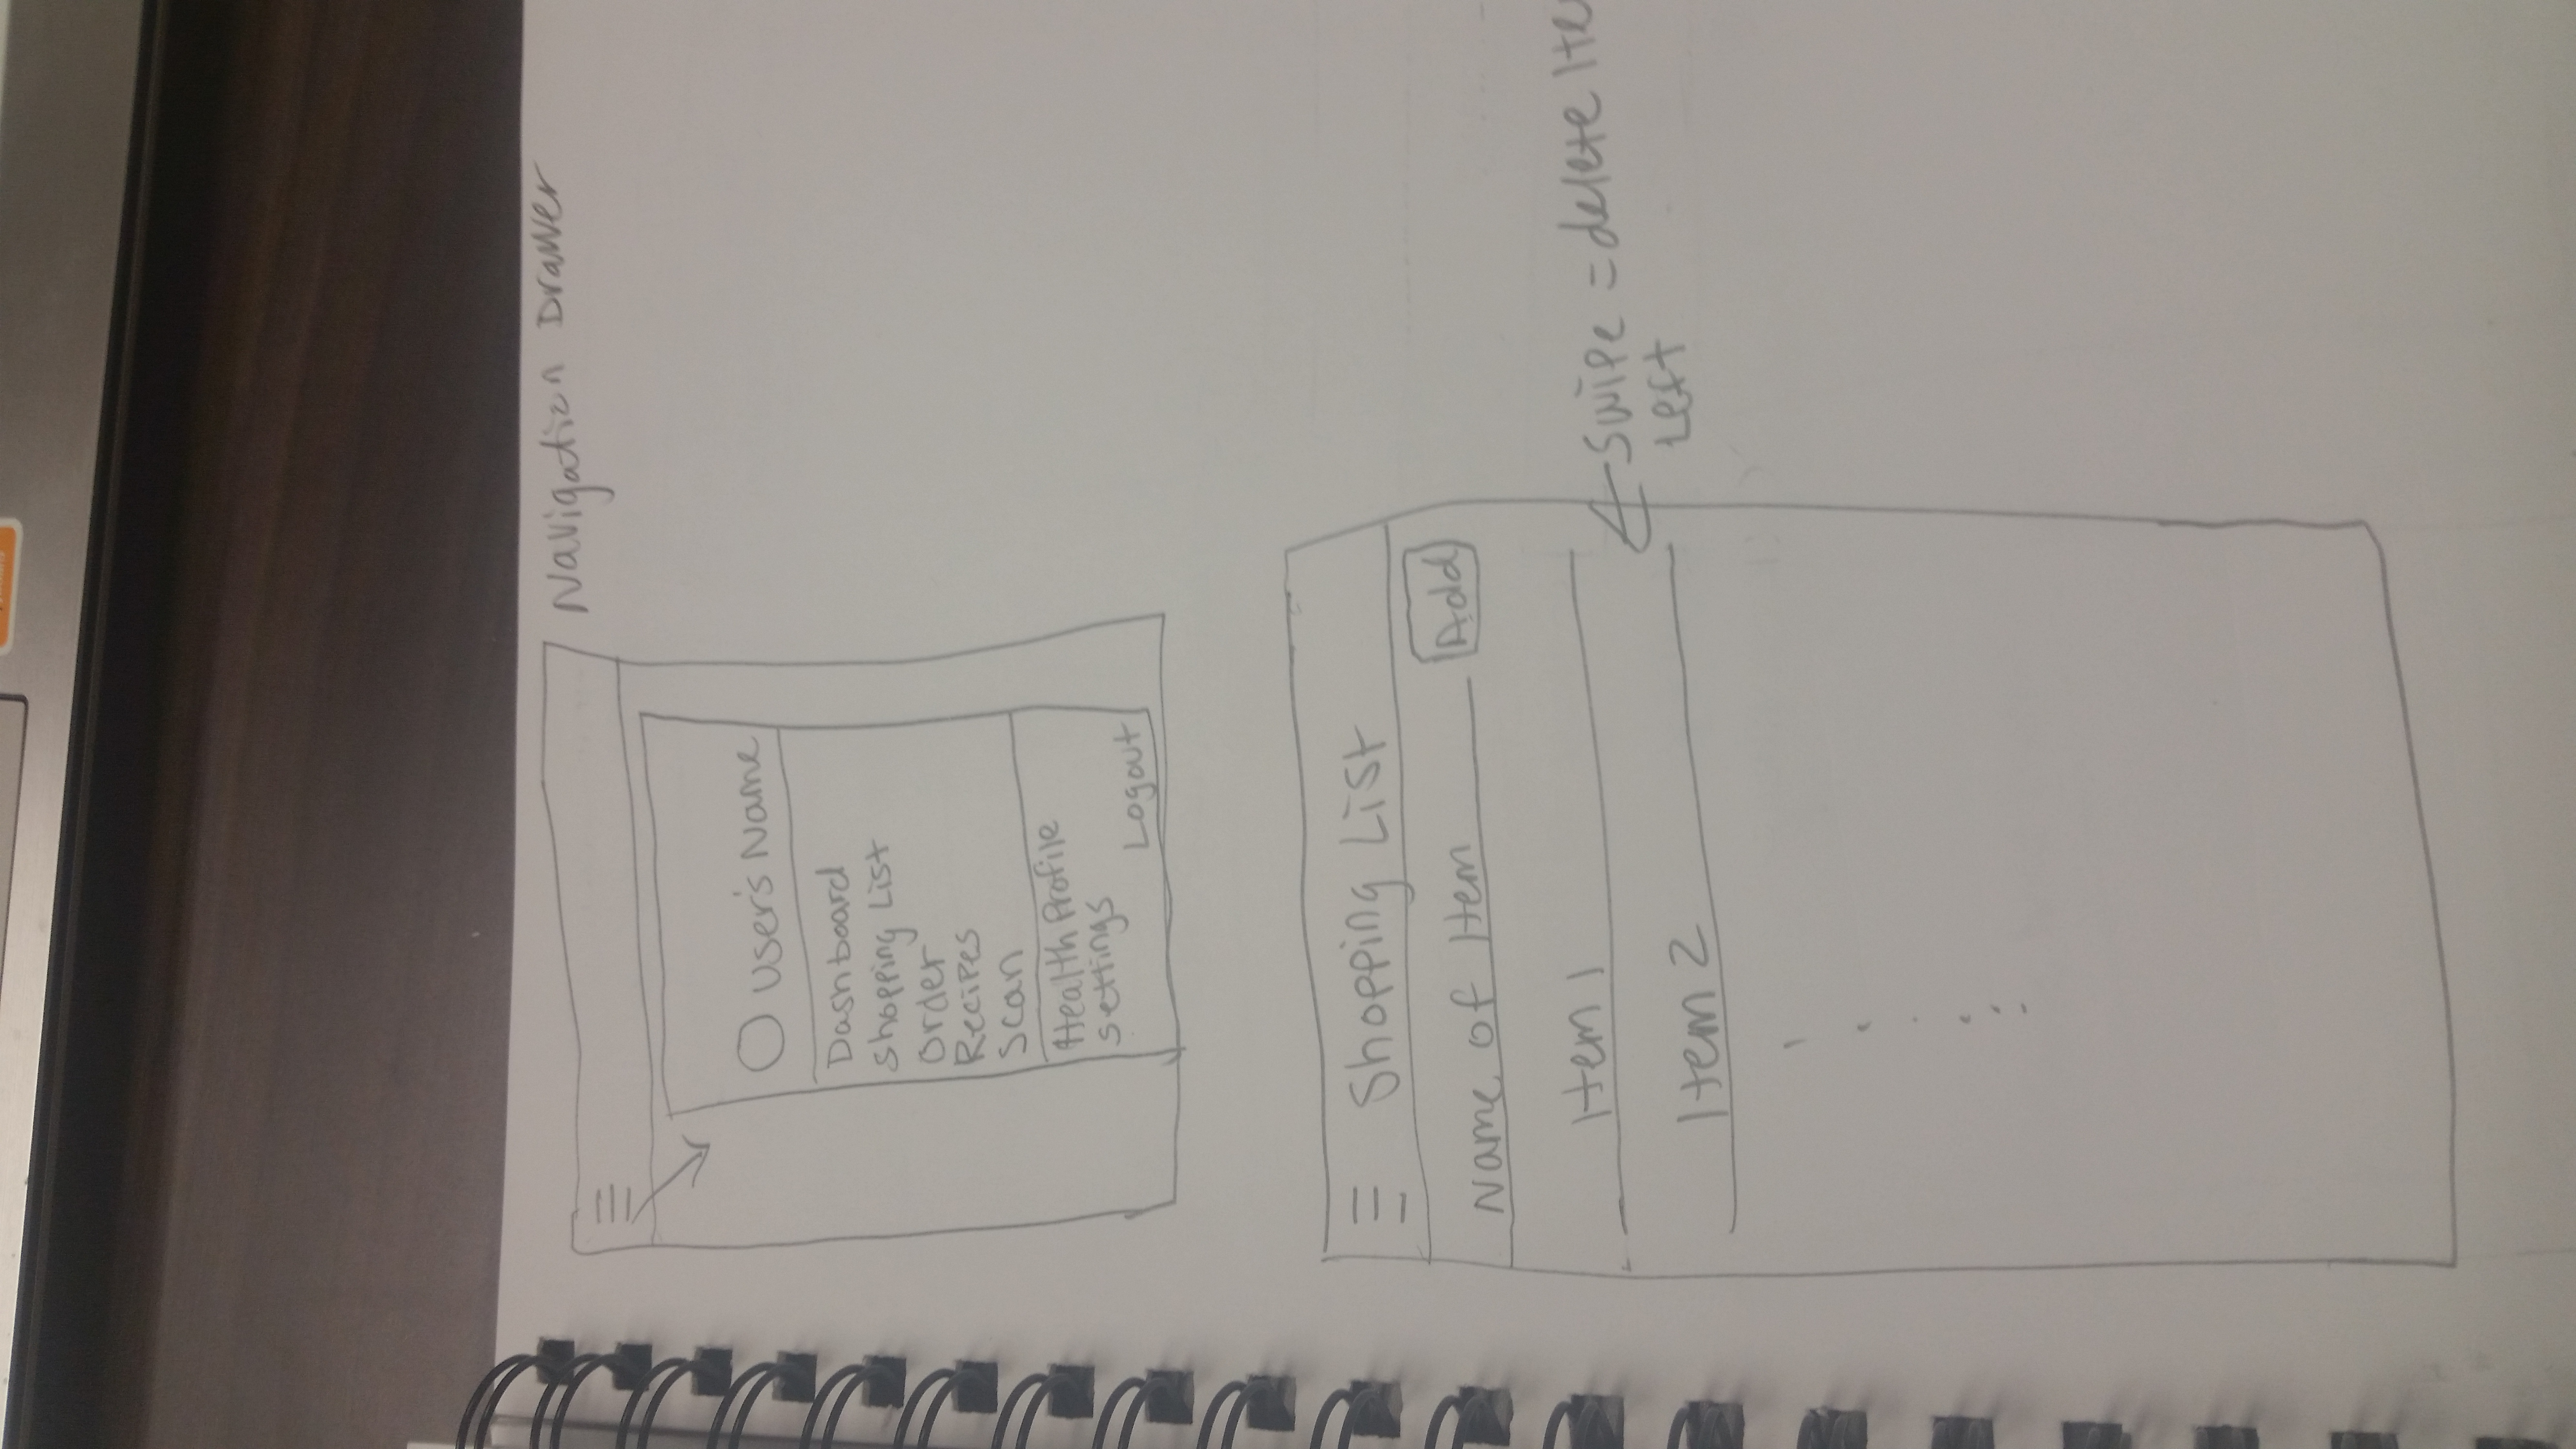 Navigation Drawer
User's Name
Dashboard
Shopping List
Order
Recipes
Scan
Health Profile
Settings
Logout
Shopping List
Name of Item
Add
Item 1
Swipe = delete Ite
Left
Item 2